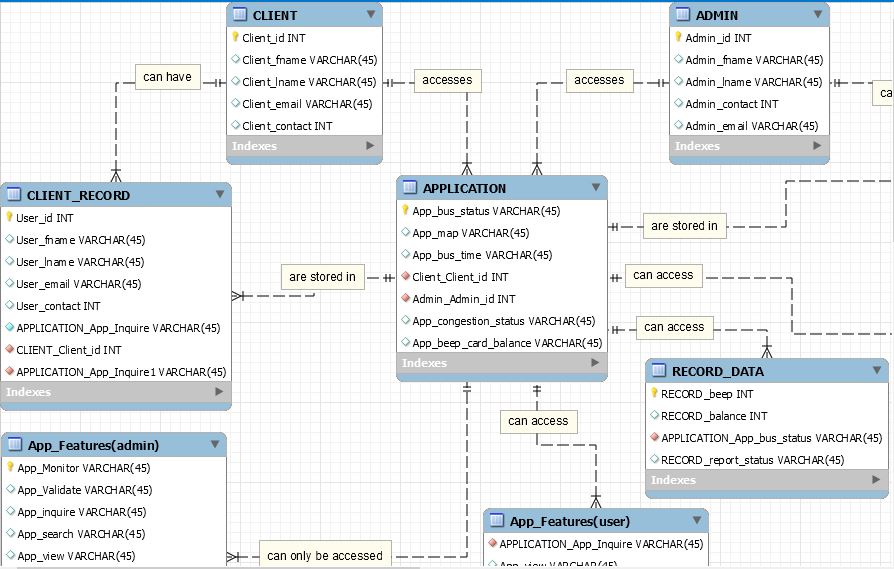 CLIENT
Client_id INT
Client_fname VARCHAR(45)
Client_lname VARCHAR(45)
Client_email VARCHAR(45)
Client_contact INT
Indexes
ADMIN
Admin_id INT
Admin_fname VARCHAR(45)
Admin_lname VARCHAR(45)
Admin_contact INT
Admin_email VARCHAR(45)
Indexes
can have
accesses
accesses
ca
CLIENT_RECORD
User_id INT
User_fname VARCHAR(45)
User_lname VARCHAR(45)
User_email VARCHAR(45)
User_contact INT
APPLICATION_App_Inquire VARCHAR(45)
CLIENT_Client_id INT
APPLICATION_App_Inquire1 VARCHAR(45)
Indexes
are stored in
APPLICATION
App_bus_status VARCHAR(45)
App_map VARCHAR(45)
App_bus_time VARCHAR(45)
Client_Client_id INT
Admin_Admin_id INT
App_congestion_status VARCHAR(45)
App_beep_card_balance VARCHAR(45)
Indexes
are stored in
can access
can access
RECORD_DATA
RECORD_beep INT
RECORD_balance INT
APPLICATION_App_bus_status VARCHAR(45)
RECORD_report_status VARCHAR(45)
Indexes
App_Features(admin)
App_Monitor VARCHAR(45)
App_Validate VARCHAR(45)
App_inquire VARCHAR(45)
App_search VARCHAR(45)
App_view VARCHAR(45)
can only be accessed
can access
App_Features(user)
APPLICATION_App_Inquire VARCHAR(45)
App_view VARCHAR(45)